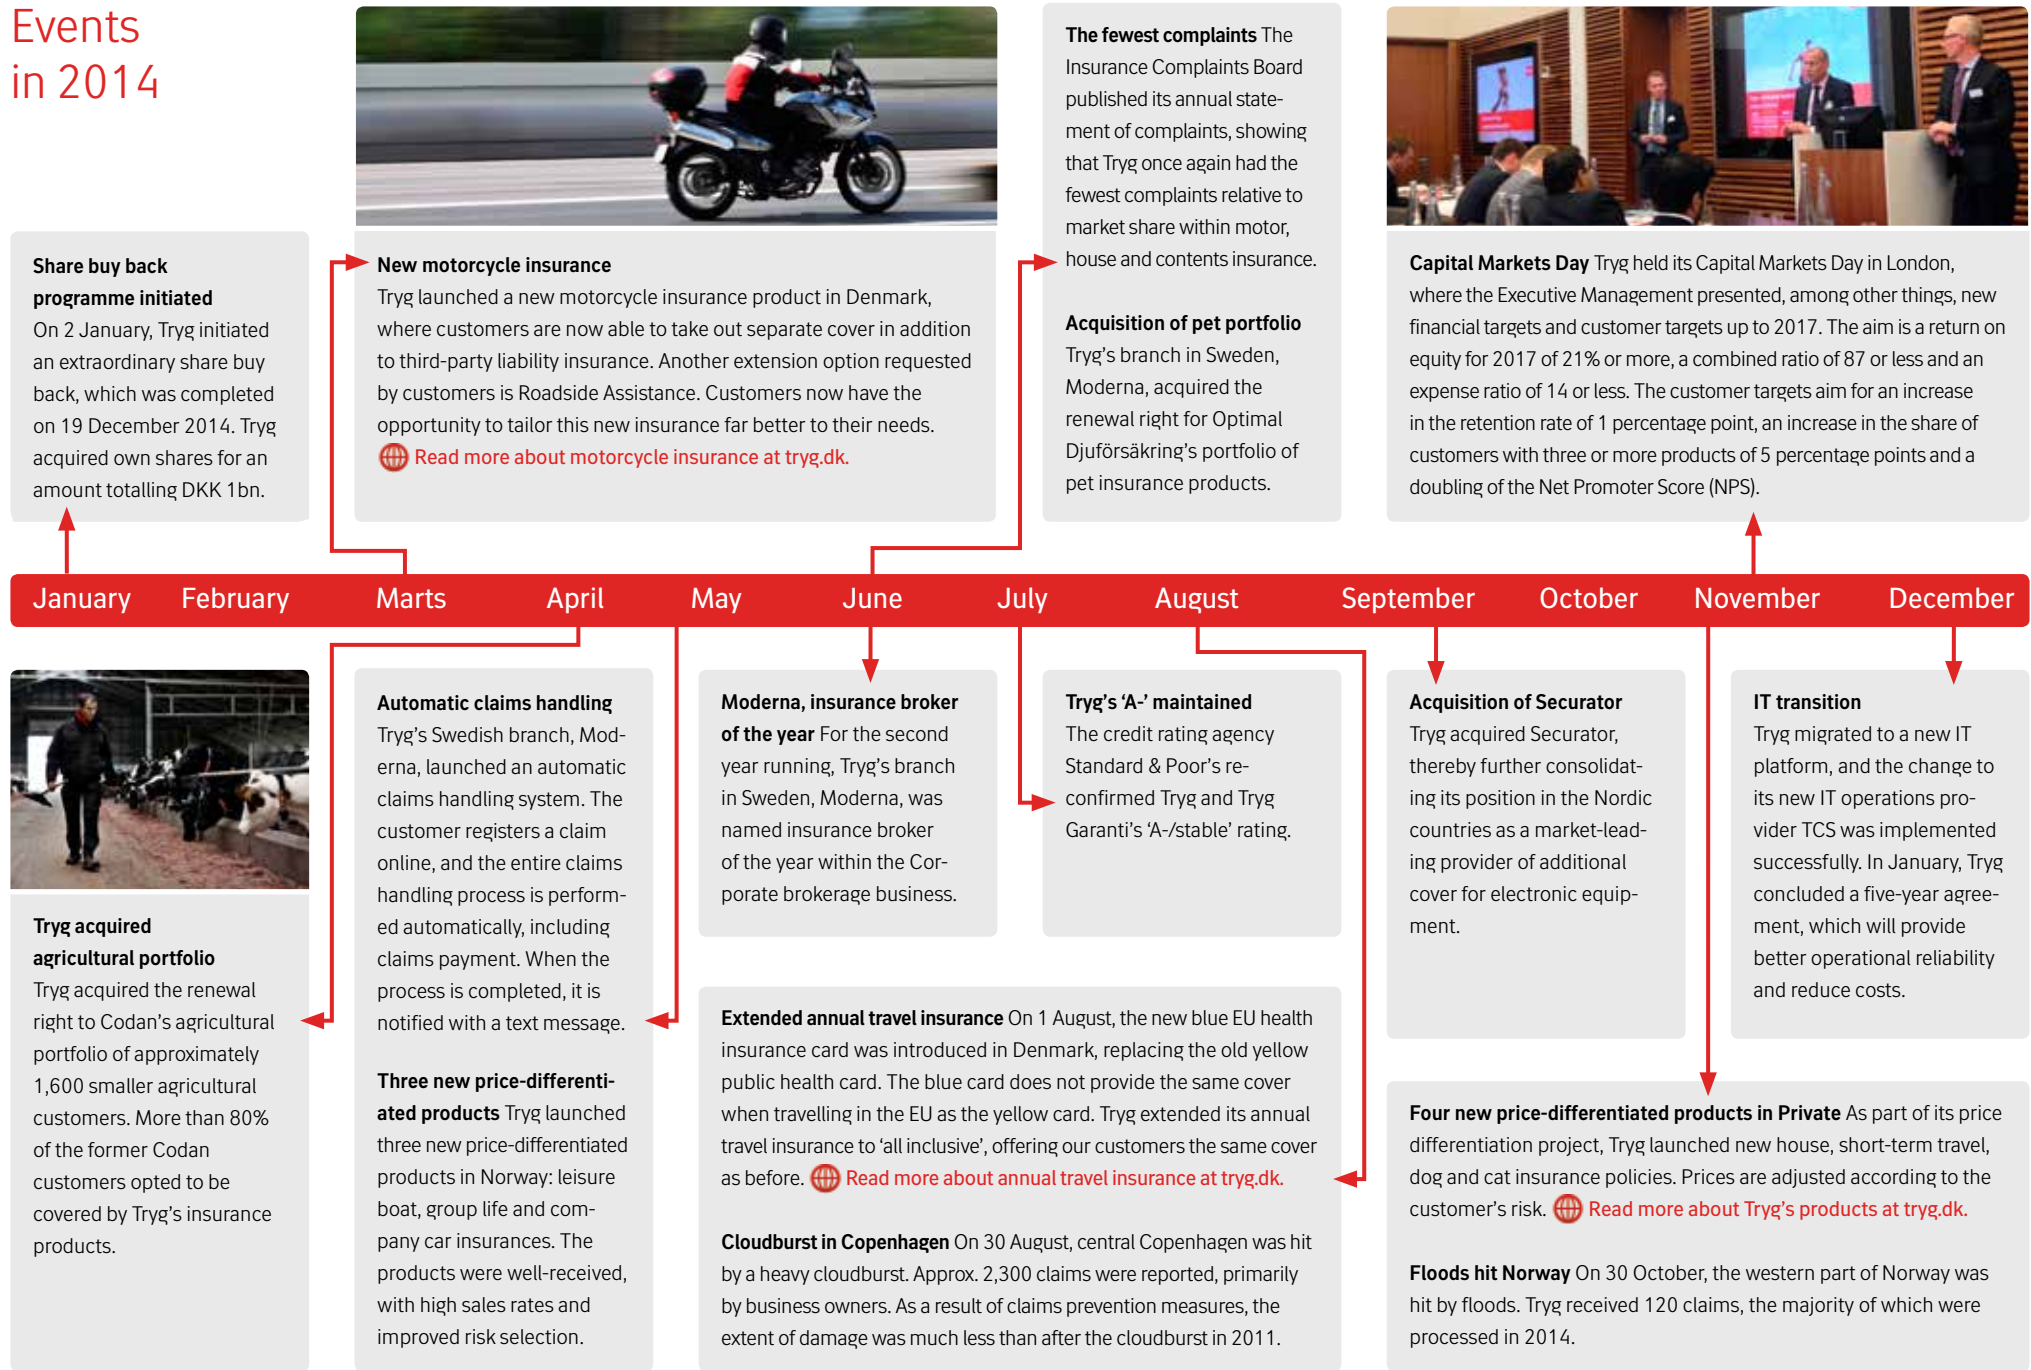 Events
in 2014
Share buy back
programme initiated
On 2 January, Tryg initiated
an extraordinary share buy
back, which was completed
on 19 December 2014. Tryg
acquired own shares for an
amount totalling DKK 1bn.
New motorcycle insurance
Tryg launched a new motorcycle insurance product in Denmark,
where customers are now able to take out separate cover in addition
to third-party liability insurance. Another extension option requested
by customers is Roadside Assistance. Customers now have the
opportunity to tailor this new insurance far better to their needs.
Read more about motorcycle insurance at tryg.dk.
The fewest complaints The
Insurance Complaints Board
published its annual state-
ment of complaints, showing
that Tryg once again had the
fewest complaints relative to
market share within motor,
house and contents insurance.
Acquisition of pet portfolio
Tryg's branch in Sweden,
Moderna, acquired the
renewal right for Optimal
Djuförsäkring's portfolio of
pet insurance products.
Capital Markets Day Tryg held its Capital Markets Day in London,
where the Executive Management presented, among other things, new
financial targets and customer targets up to 2017. The aim is a return on
equity for 2017 of 21% or more, a combined ratio of 87 or less and an
expense ratio of 14 or less. The customer targets aim for an increase
in the retention rate of 1 percentage point, an increase in the share of
customers with three or more products of 5 percentage points and a
doubling of the Net Promoter Score (NPS).
January February Marts April May June July August September October November December
Tryg acquired
agricultural portfolio
Tryg acquired the renewal
right to Codan's agricultural
portfolio of approximately
1,600 smaller agricultural
customers. More than 80%
of the former Codan
customers opted to be
covered by Tryg's insurance
products.
Automatic claims handling
Tryg's Swedish branch, Mod-
erna, launched an automatic
claims handling system. The
customer registers a claim
online, and the entire claims
handling process is perform-
ed automatically, including
claims payment. When the
process is completed, it is
notified with a text message.
Three new price-differenti-
ated products Tryg launched
three new price-differentiated
products in Norway: leisure
boat, group life and com-
pany car insurances. The
products were well-received,
with high sales rates and
improved risk selection.
Moderna, insurance broker
of the year For the second
year running, Tryg's branch
in Sweden, Moderna, was
named insurance broker
of the year within the Cor-
porate brokerage business.
Tryg's ‘A-’ maintained
The credit rating agency
Standard & Poor's re-
confirmed Tryg and Tryg
Garanti's ‘A-/stable’ rating.
Extended annual travel insurance On 1 August, the new blue EU health
insurance card was introduced in Denmark, replacing the old yellow
public health card. The blue card does not provide the same cover
when travelling in the EU as the yellow card. Tryg extended its annual
travel insurance to ‘all inclusive’, offering our customers the same cover
as before. Read more about annual travel insurance at tryg.dk.
Cloudburst in Copenhagen On 30 August, central Copenhagen was hit
by a heavy cloudburst. Approx. 2,300 claims were reported, primarily
by business owners. As a result of claims prevention measures, the
extent of damage was much less than after the cloudburst in 2011.
Acquisition of Securator
Tryg acquired Securator,
thereby further consolidat-
ing its position in the Nordic
countries as a market-lead-
ing provider of additional
cover for electronic equip-
ment.
IT transition
Tryg migrated to a new IT
platform, and the change to
its new IT operations pro-
vider TCS was implemented
successfully. In January, Tryg
concluded a five-year agree-
ment, which will provide
better operational reliability
and reduce costs.
Four new price-differentiated products in Private As part of its price
differentiation project, Tryg launched new house, short-term travel,
dog and cat insurance policies. Prices are adjusted according to the
customer's risk. Read more about Tryg's products at tryg.dk.
Floods hit Norway On 30 October, the western part of Norway was
hit by floods. Tryg received 120 claims, the majority of which were
processed in 2014.